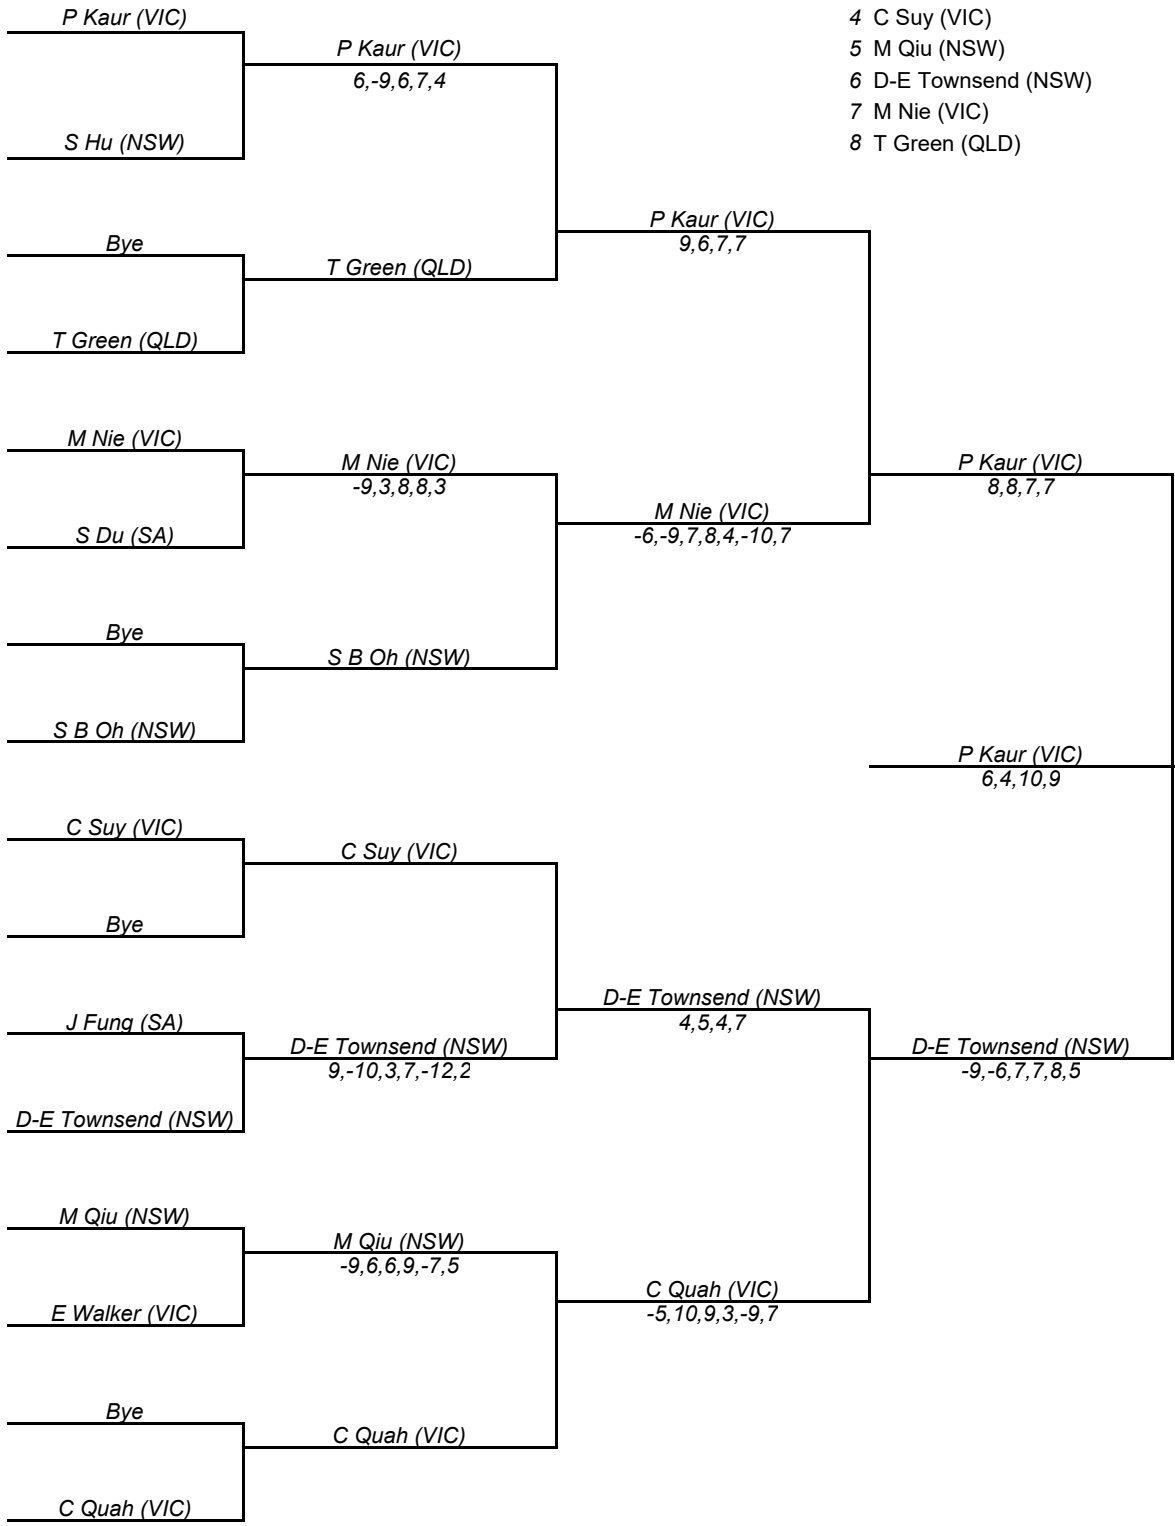 P Kaur (VIC)
S Hu (NSW)
Bye
T Green (QLD)
M Nie (VIC)
S Du (SA)
Bye
S B Oh (NSW)
C Suy (VIC)
Bye
J Fung (SA)
D-E Townsend (NSW)
M Qiu (NSW)
E Walker (VIC)
Bye
C Quah (VIC)
P Kaur (VIC)
6,-9,6,7,4
T Green (QLD)
M Nie (VIC)
-9,3,8,8,3
S B Oh (NSW)
C Suy (VIC)
D-E Townsend (NSW)
9,-10,3,7,-12,2
M Qiu (NSW)
-9,6,6,9,-7,5
C Quah (VIC)
P Kaur (VIC)
9,6,7,7
M Nie (VIC)
-6,-9,7,8,4,-10,7
D-E Townsend (NSW)
4,5,4,7
C Quah (VIC)
-5,10,9,3,-9,7
4 C Suy (VIC)
5 M Qiu (NSW)
6 D-E Townsend (NSW)
7 M Nie (VIC)
8 T Green (QLD)
P Kaur (VIC)
8,8,7,7
P Kaur (VIC)
6,4,10,9
D-E Townsend (NSW)
-9,-6,7,7,8,5